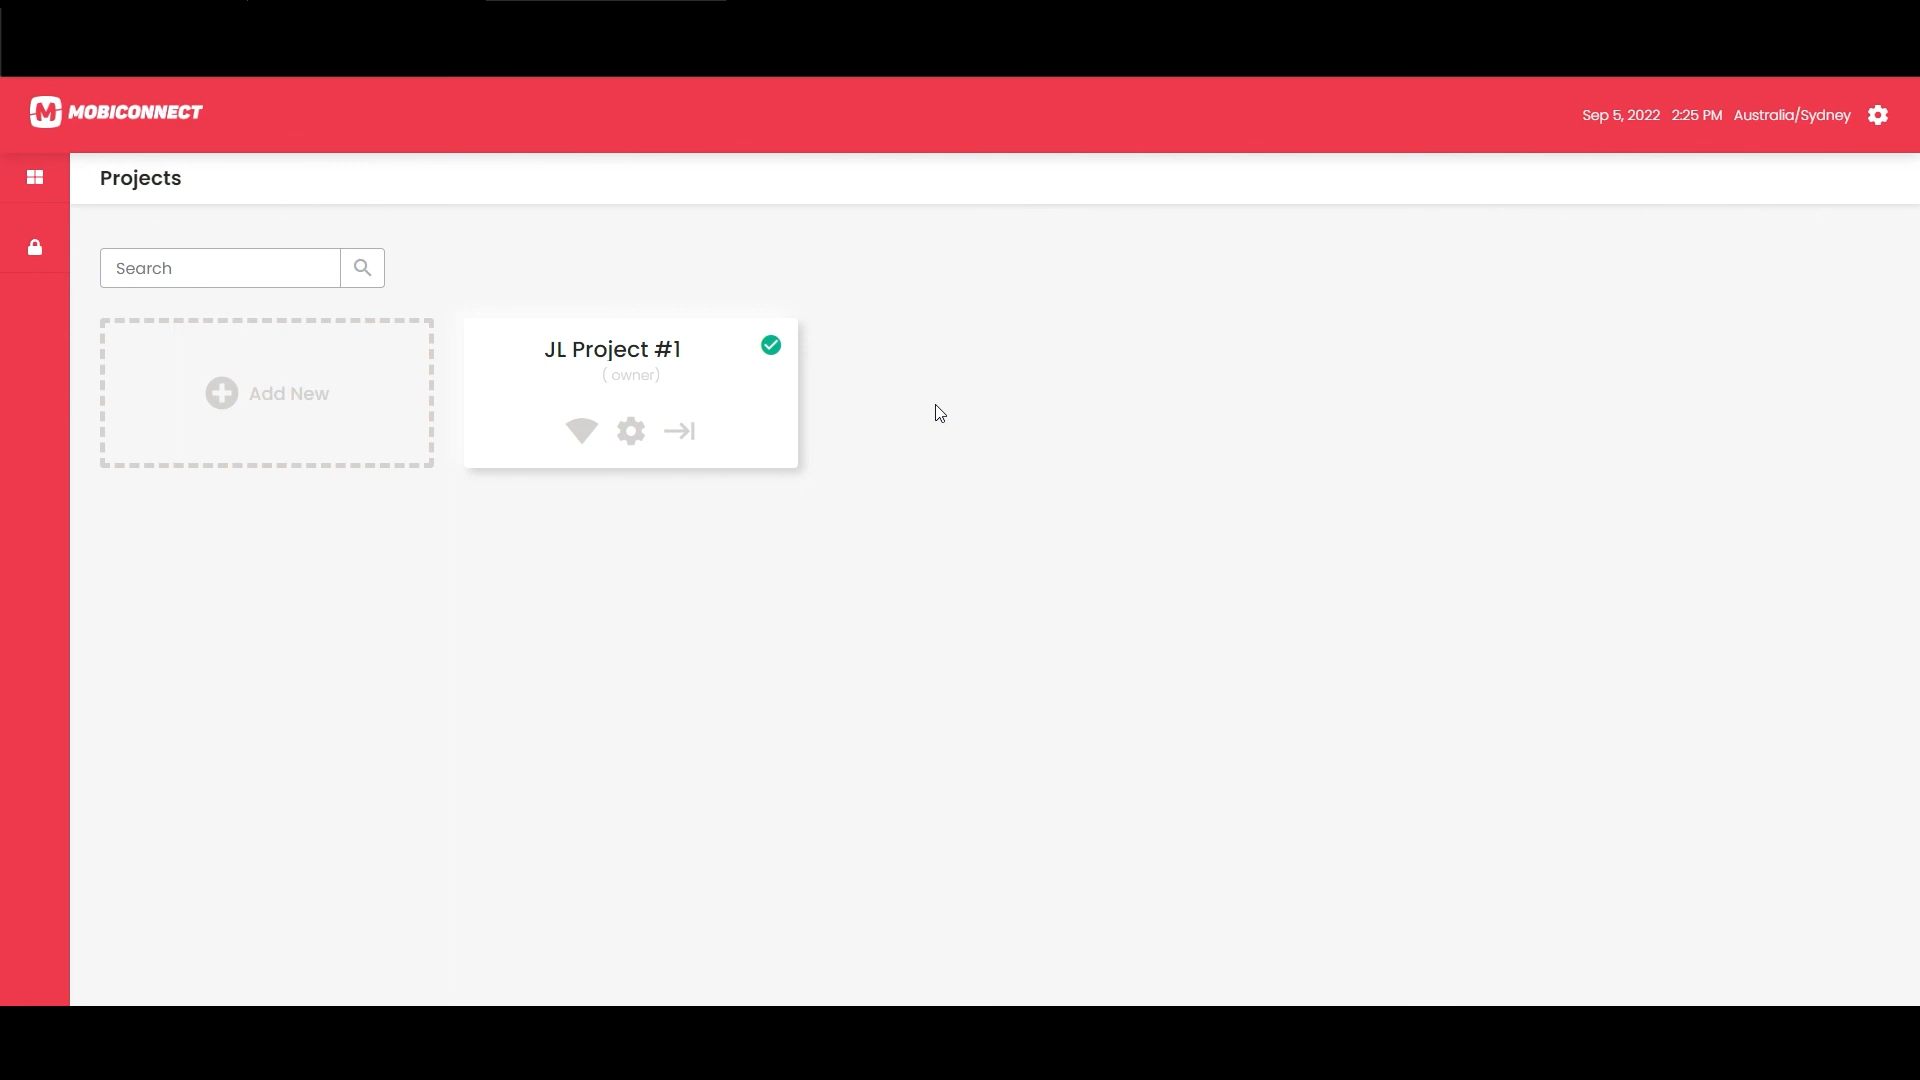 MOBICONNECT
Sep 5, 2022 2:25 PM Australia/Sydney
Projects
Search
Add New
JL Project #1
( owner)